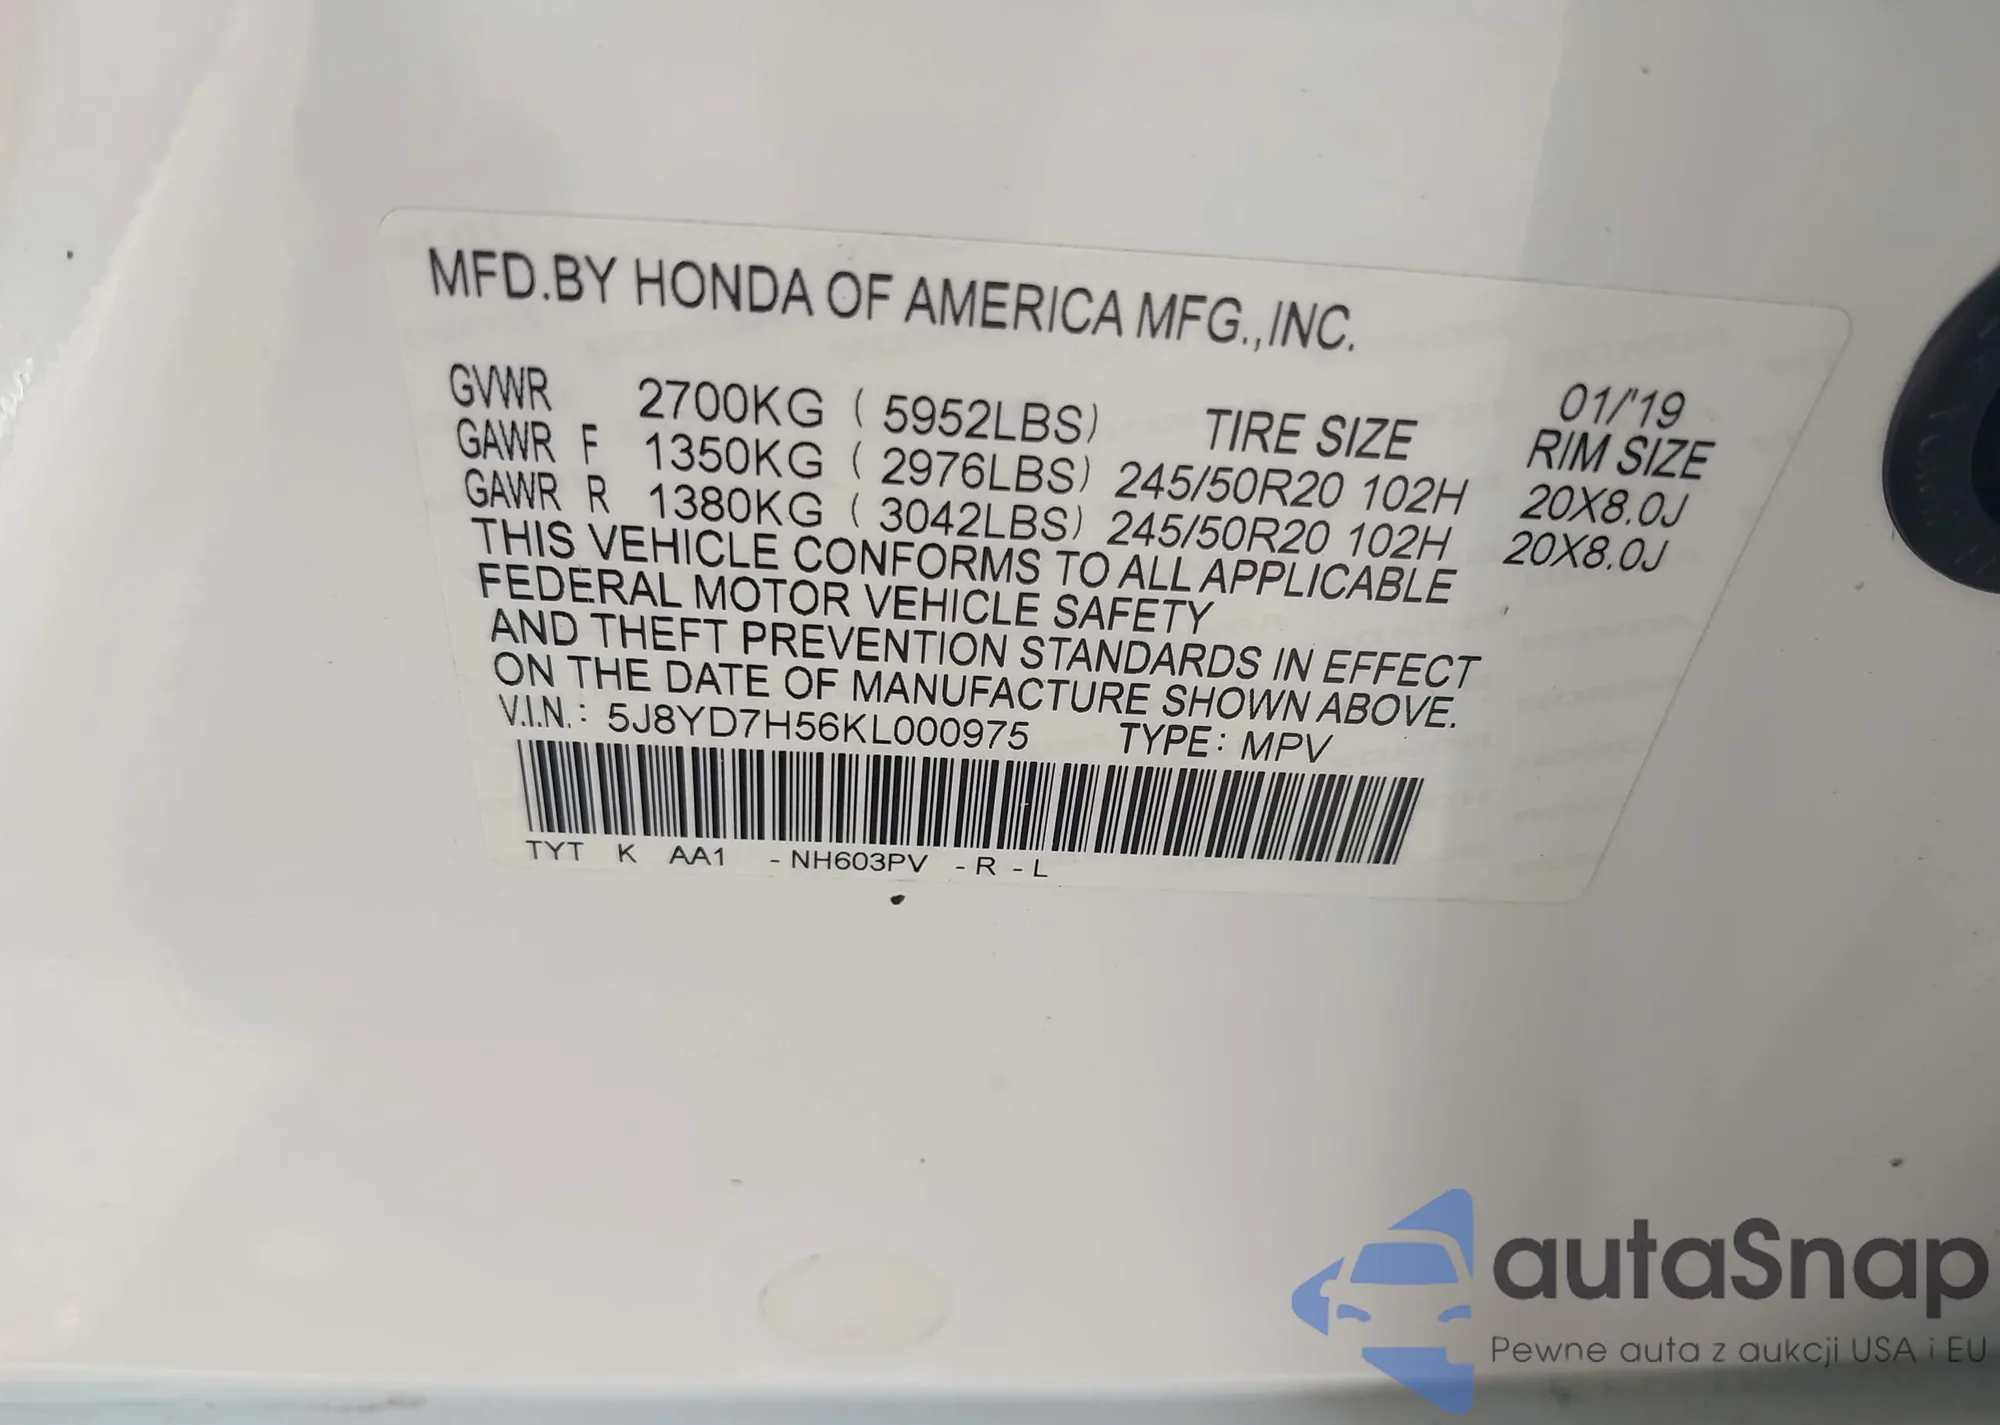 MFD.BY HONDA OF AMERICA MFG.,INC.
01/'19
GVWR 2700KG ( 5952LBS) TIRE SIZE RIM SIZE
GAWR F 1350KG ( 2976LBS) 245/50R20 102H 20X8.0J
GAWR R 1380KG ( 3042LBS) 245/50R20 102H 20X8.0J
THIS VEHICLE CONFORMS TO ALL APPLICABLE
FEDERAL MOTOR VEHICLE SAFETY
AND THEFT PREVENTION STANDARDS IN EFFECT
ON THE DATE OF MANUFACTURE SHOWN ABOVE.
V.I.N.: 5J8YD7H56KL000975 TYPE: MPV
TYT K AA1 -NH603PV -R -L
autaSnap
Pewne auta z aukcji USA i EU